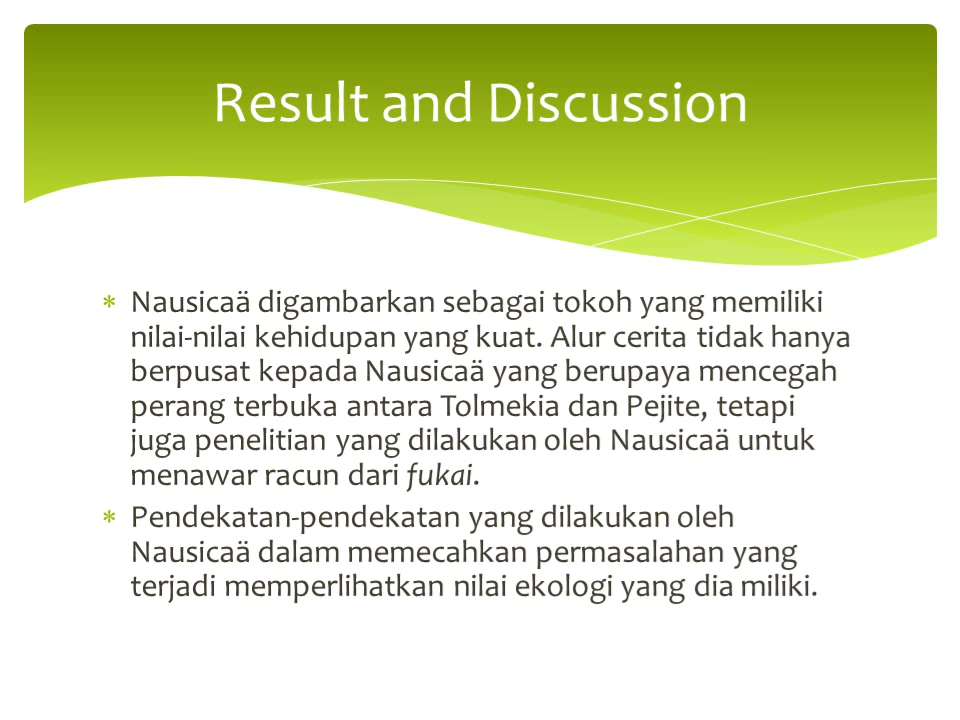 Result and Discussion
* Nausicaä digambarkan sebagai tokoh yang memiliki
nilai-nilai kehidupan yang kuat. Alur cerita tidak hanya
berpusat kepada Nausicaä yang berupaya mencegah
perang terbuka antara Tolmekia dan Pejite, tetapi
juga penelitian yang dilakukan oleh Nausicaä untuk
menawar racun dari fukai.
* Pendekatan-pendekatan yang dilakukan oleh
Nausicaä dalam memecahkan permasalahan yang
terjadi memperlihatkan nilai ekologi yang dia miliki.